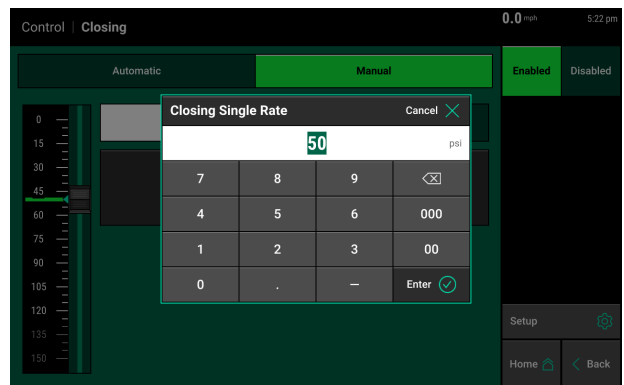 Control | Closing
0.0 mph
5:22 pm
Automatic
Manual
Enabled
Disabled
Closing Single Rate
Cancel
50
psi
7 8 9
4 5 6 000
1 2 3 00
0 . – Enter
0
15
30
45
60
75
90
105
120
135
150
Setup
Home
Back